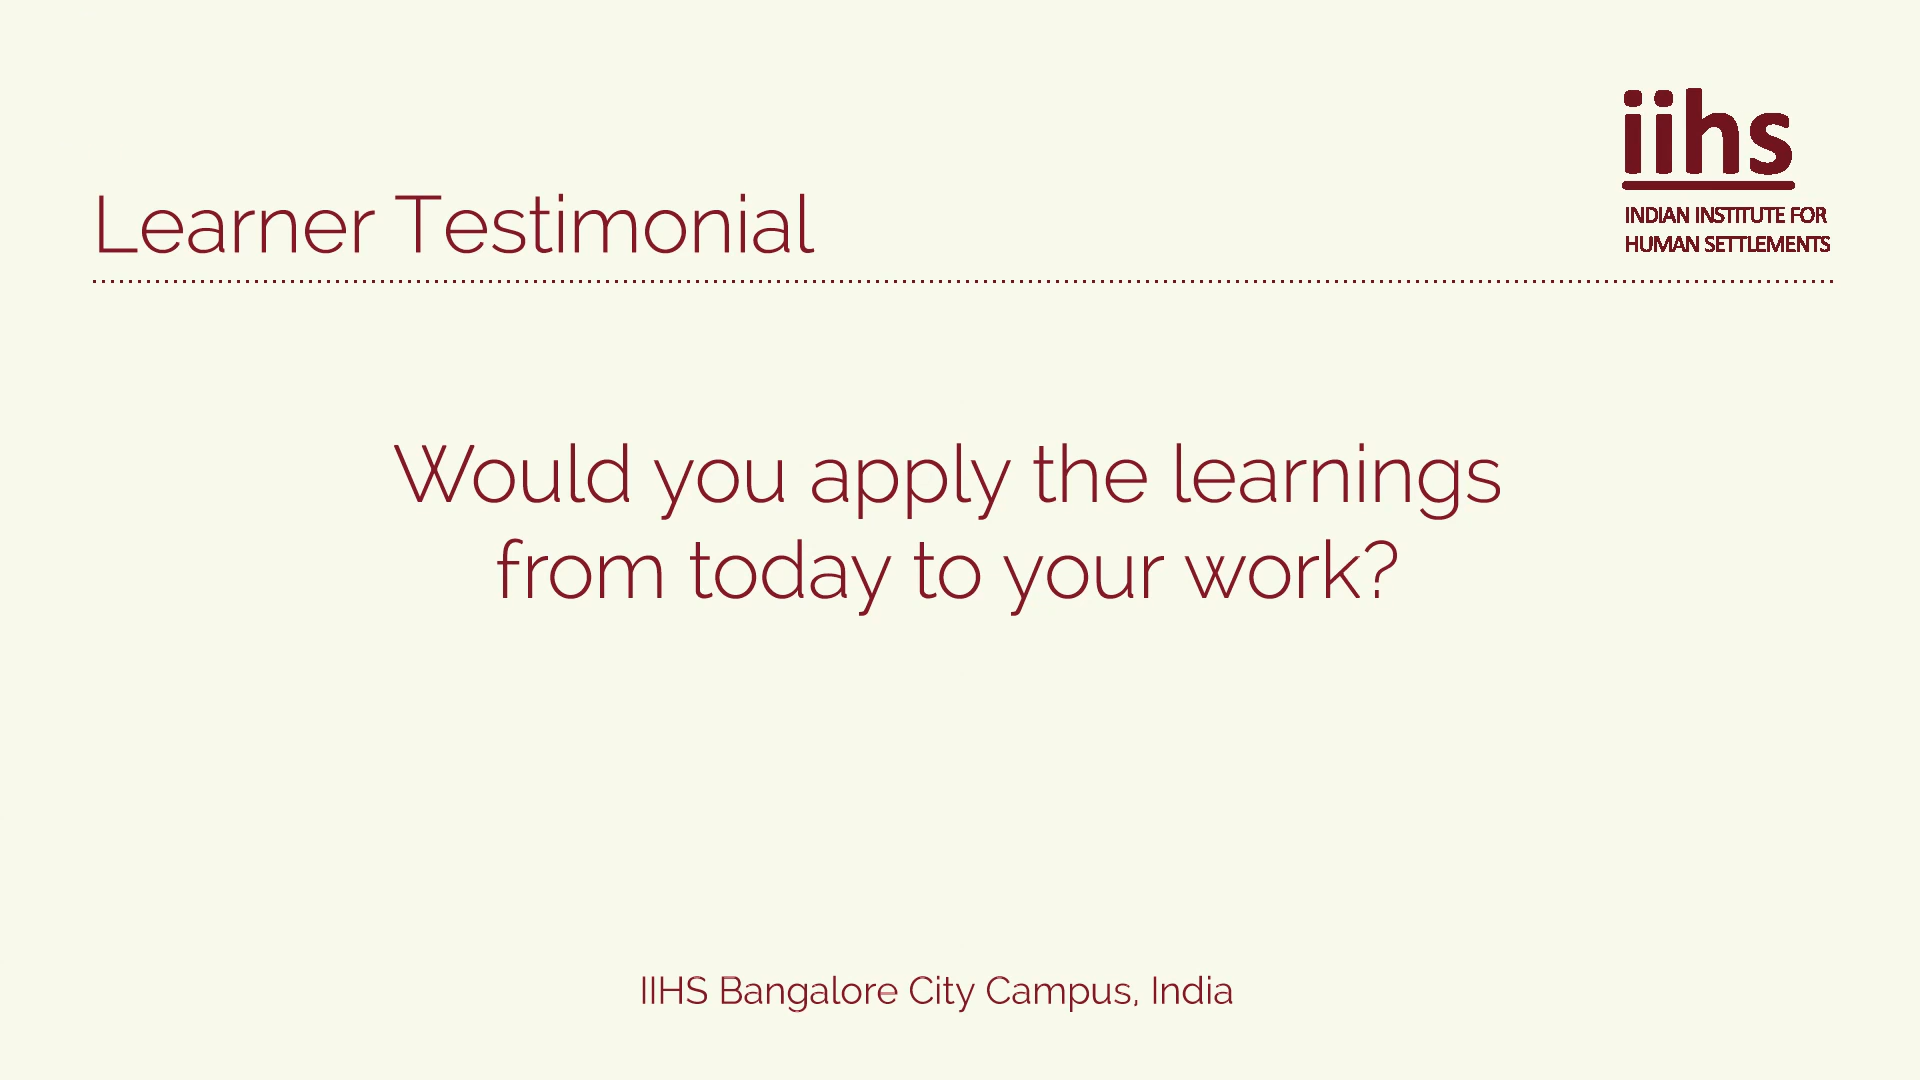 iihs
INDIAN INSTITUTE FOR
HUMAN SETTLEMENTS
Learner Testimonial
Would you apply the learnings
from today to your work?
IIHS Bangalore City Campus, India